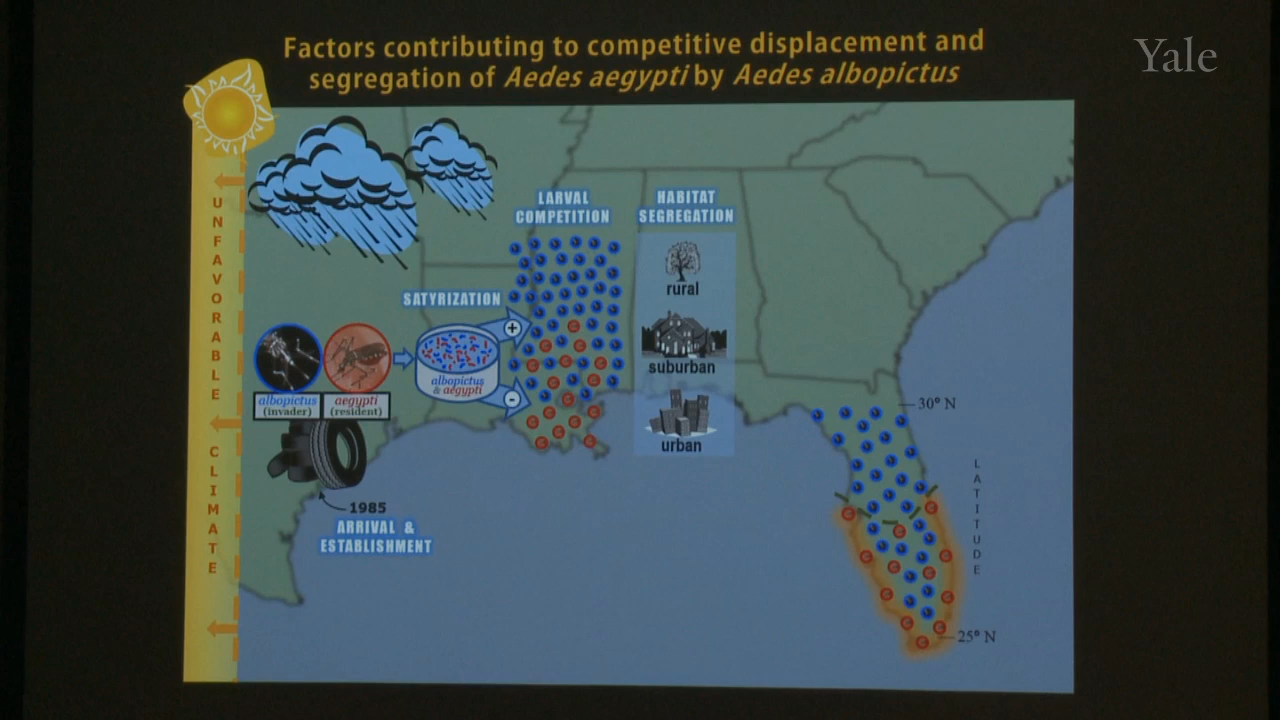 Factors contributing to competitive displacement and
segregation of Aedes aegypti by Aedes albopictus
Yale
UNFAVORABLE
CLIMATE
LARVAL
COMPETITION
HABITAT
SEGREGATION
rural
suburban
urban
SATYRIZATION
+
-
albopictus
& aegypti
albopictus
(invader)
aegypti
(resident)
1985
ARRIVAL &
ESTABLISHMENT
30° N
LATITUDE
25° N